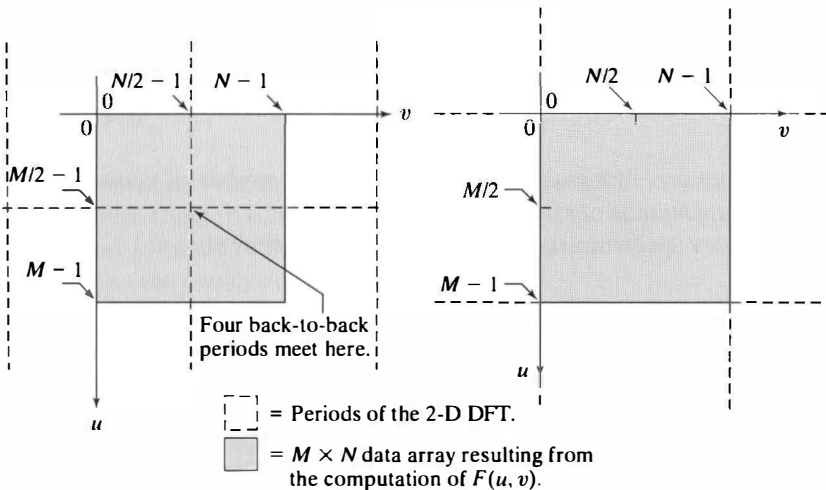 N/2 − 1
N − 1
0
0
v
M/2 − 1
M − 1
u
Four back-to-back
periods meet here.
N/2
N − 1
0
0
v
M/2
M − 1
u
= Periods of the 2-D DFT.
= M × N data array resulting from
the computation of F(u, v).